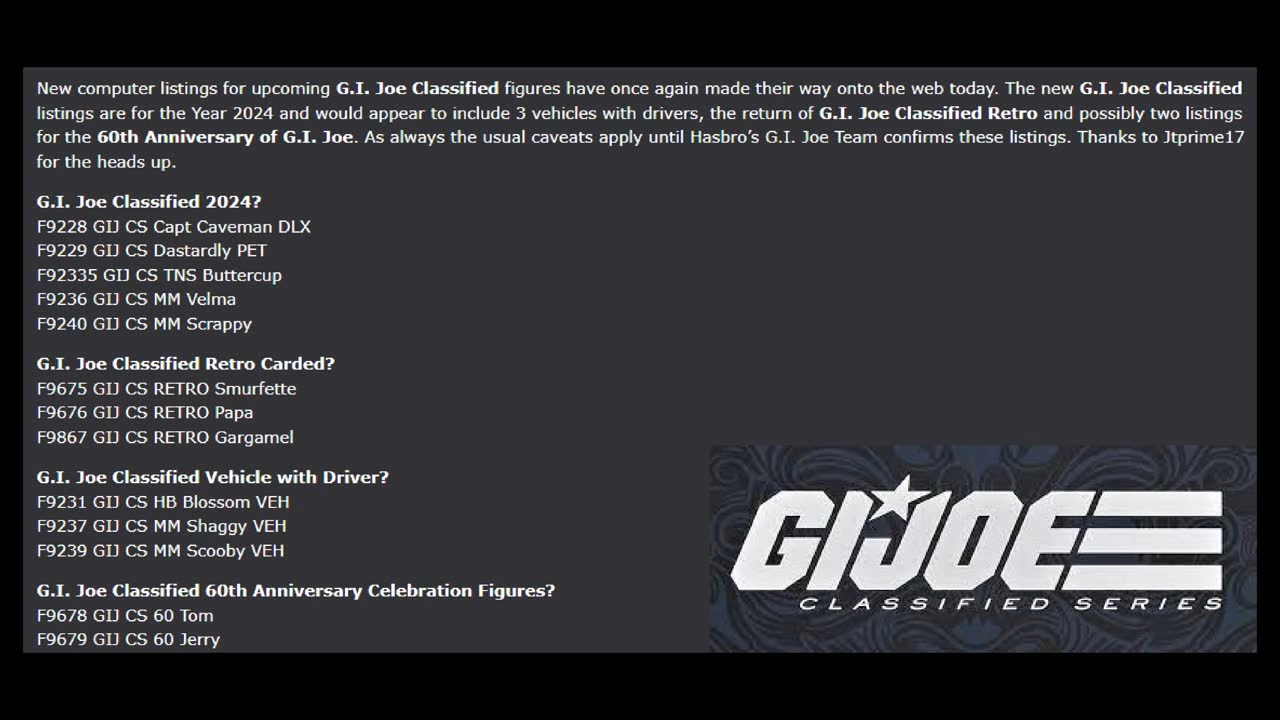 New computer listings for upcoming G.I. Joe Classified figures have once again made their way onto the web today. The new G.I. Joe Classified
listings are for the Year 2024 and would appear to include 3 vehicles with drivers, the return of G.I. Joe Classified Retro and possibly two listings
for the 60th Anniversary of G.I. Joe. As always the usual caveats apply until Hasbro's G.I. Joe Team confirms these listings. Thanks to Jtprime17
for the heads up.
G.I. Joe Classified 2024?
F9228 GIJ CS Capt Caveman DLX
F9229 GIJ CS Dastardly PET
F92335 GIJ CS TNS Buttercup
F9236 GIJ CS MM Velma
F9240 GIJ CS MM Scrappy
G.I. Joe Classified Retro Carded?
F9675 GIJ CS RETRO Smurfette
F9676 GIJ CS RETRO Papa
F9867 GIJ CS RETRO Gargamel
G.I. Joe Classified Vehicle with Driver?
F9231 GIJ CS HB Blossom VEH
F9237 GIJ CS MM Shaggy VEH
F9239 GIJ CS MM Scooby VEH
G.I. Joe Classified 60th Anniversary Celebration Figures?
F9678 GIJ CS 60 Tom
F9679 GIJ CS 60 Jerry
GI JOE
CLASSIFIED SERIES